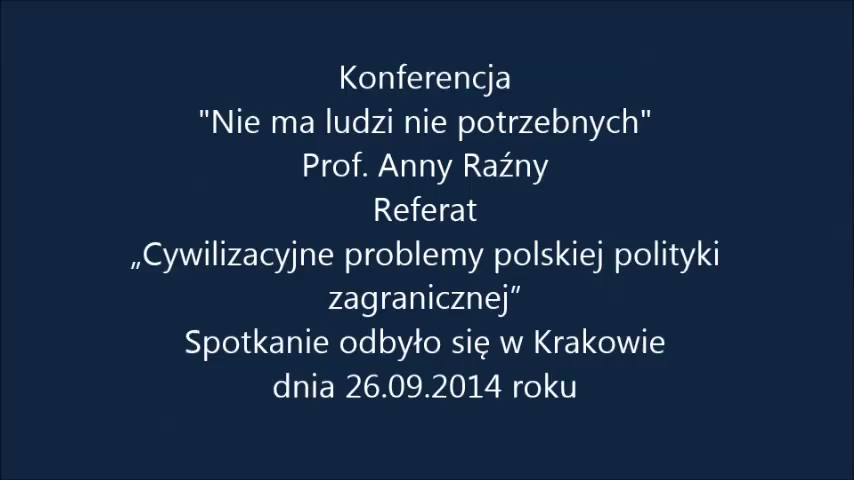 Konferencja
"Nie ma ludzi nie potrzebnych"
Prof. Anny Raźny
Referat
„Cywilizacyjne problemy polskiej polityki
zagranicznej”
Spotkanie odbyło się w Krakowie
dnia 26.09.2014 roku